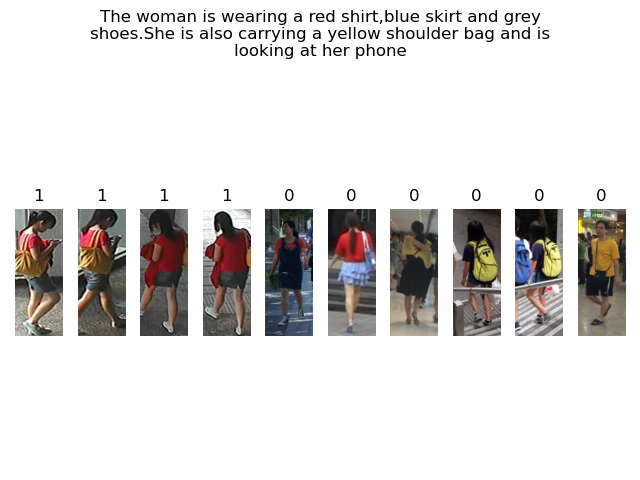 The woman is wearing a red shirt,blue skirt and grey
shoes.She is also carrying a yellow shoulder bag and is
looking at her phone
1 1 1 1 0 0 0 0 0 0